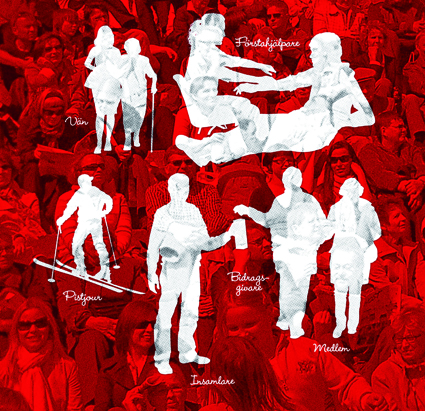 Förstahjälpare
Vän
Pistjour
Bidrags-
givare
Medlem
Insamlare